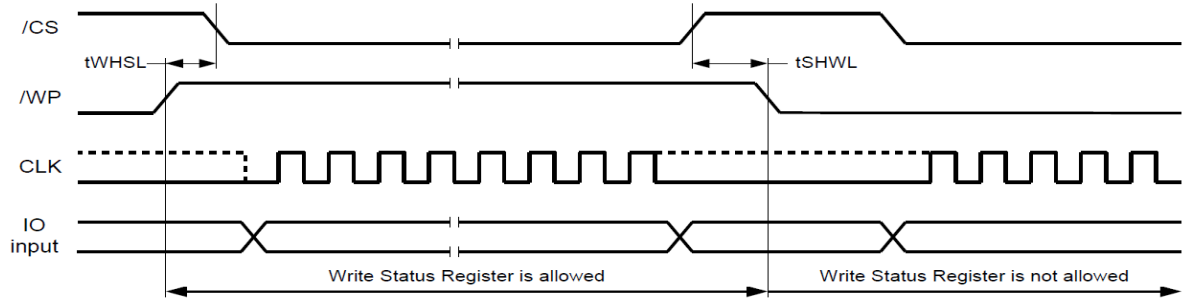 /CS
tWHSL
tSHWL
/WP
CLK
IO
input
Write Status Register is allowed
Write Status Register is not allowed